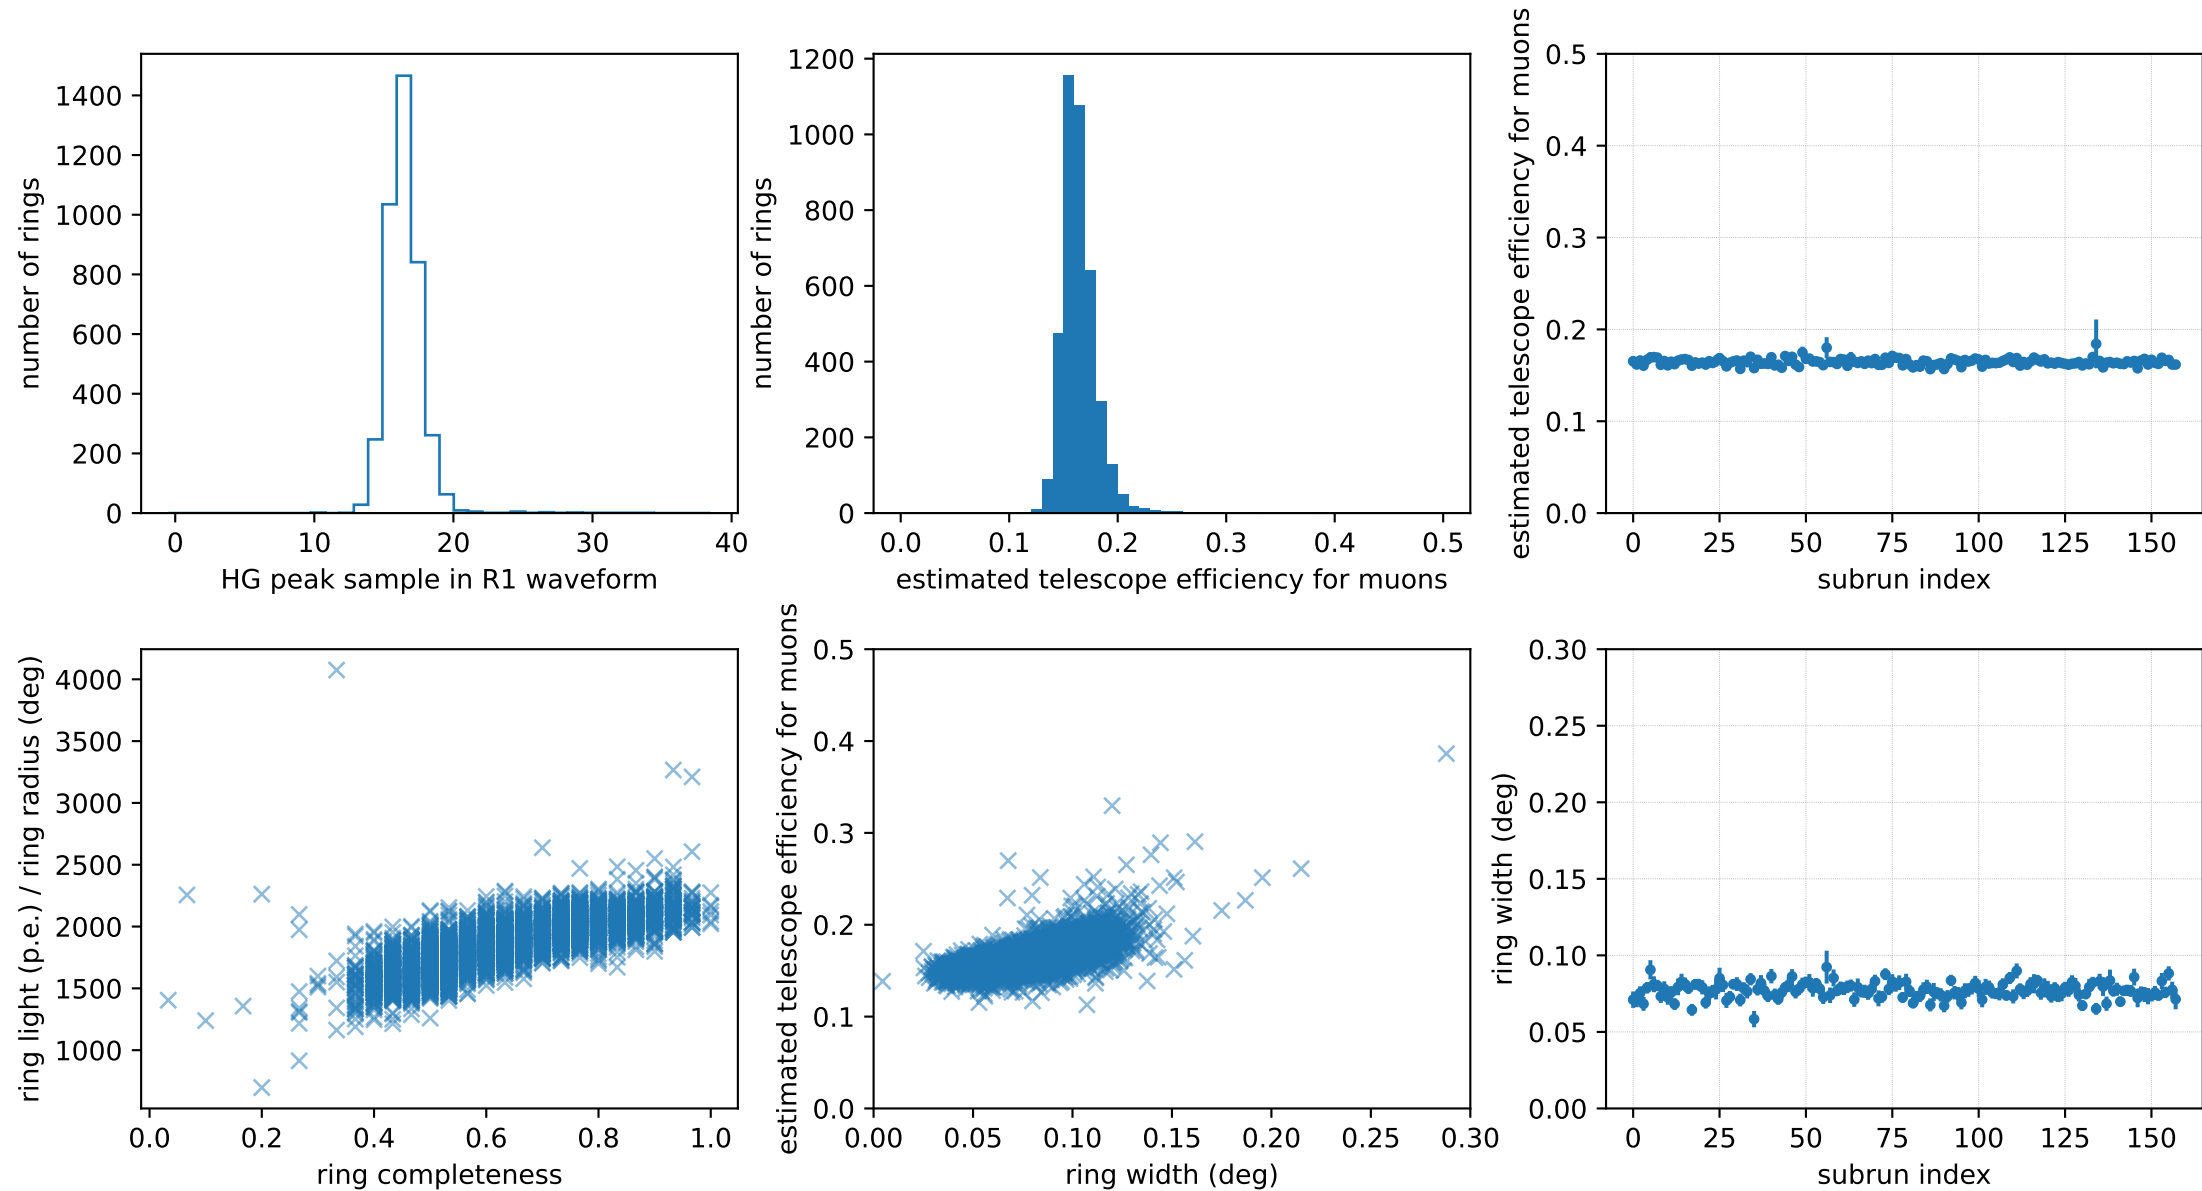 number of rings
1400
1200
1000
800
600
400
200
0
0 10 20 30 40
HG peak sample in R1 waveform
number of rings
1200
1000
800
600
400
200
0
0.0 0.1 0.2 0.3 0.4 0.5
estimated telescope efficiency for muons
estimated telescope efficiency for muons
0.5
0.4
0.3
0.2
0.1
0.0
0 25 50 75 100 125 150
subrun index
ring light (p.e.) / ring radius (deg)
4000
3500
3000
2500
2000
1500
1000
0.0 0.2 0.4 0.6 0.8 1.0
ring completeness
estimated telescope efficiency for muons
0.5
0.4
0.3
0.2
0.1
0.0
0.00 0.05 0.10 0.15 0.20 0.25 0.30
ring width (deg)
ring width (deg)
0.30
0.25
0.20
0.15
0.10
0.05
0.00
0 25 50 75 100 125 150
subrun index